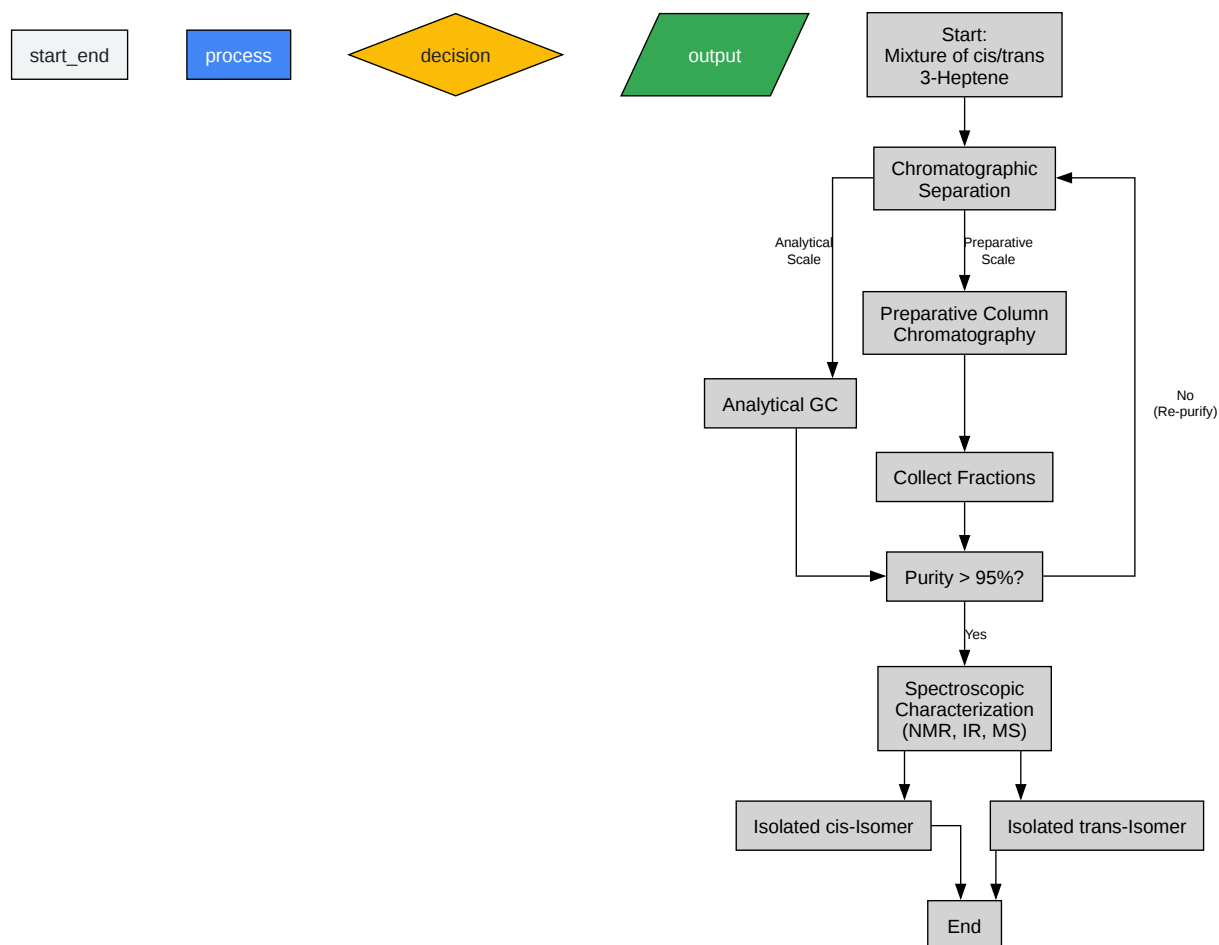 start_end
process
decision
output
Start:
Mixture of cis/trans
3-Heptene
Chromatographic
Separation
Analytical
Scale
Preparative
Scale
Preparative Column
Chromatography
Analytical GC
No
(Re-purify)
Collect Fractions
Purity > 95%?
Yes
Spectroscopic
Characterization
(NMR, IR, MS)
Isolated cis-Isomer
Isolated trans-Isomer
End